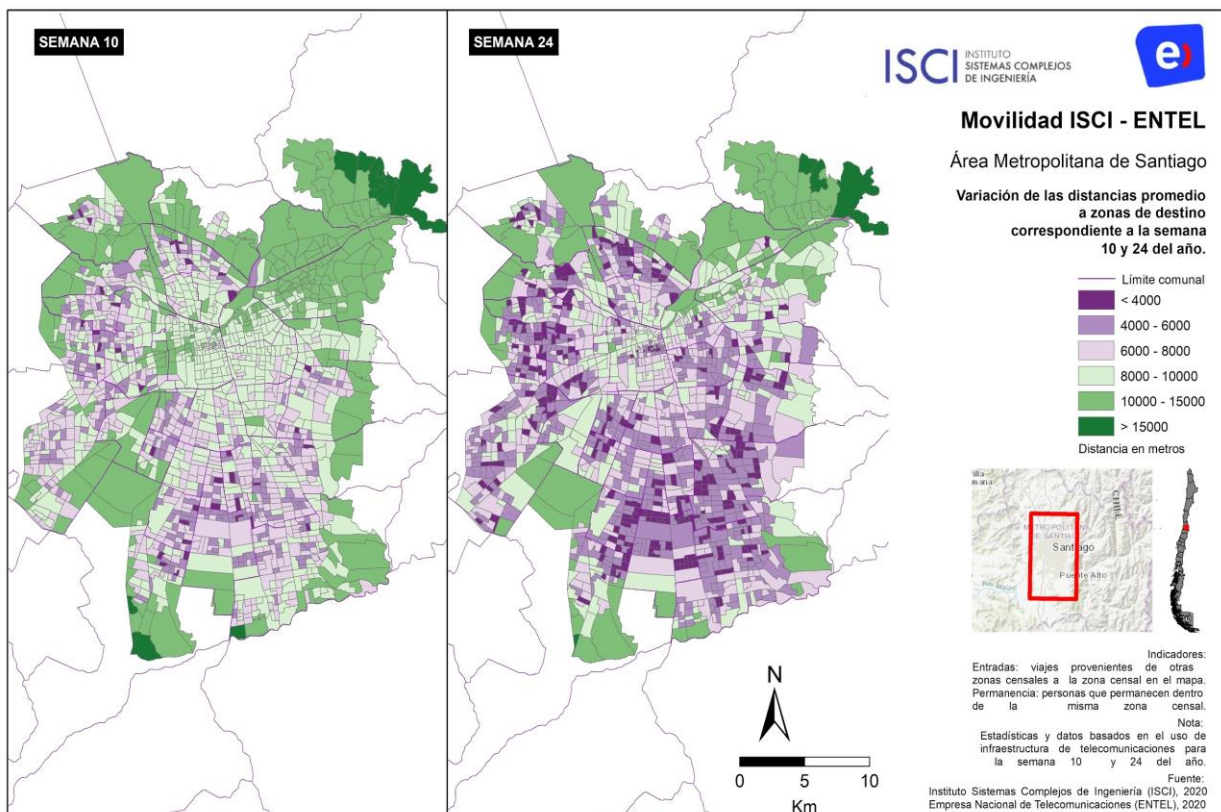 SEMANA 10
SEMANA 24
ISCI
INSTITUTO
SISTEMAS COMPLEJOS
DE INGENIERÍA
e)
Movilidad ISCI - ENTEL
Área Metropolitana de Santiago
Variación de las distancias promedio
a zonas de destino
correspondiente a la semana
10 y 24 del año.
Límite comunal
< 4000
4000 - 6000
6000 - 8000
8000 - 10000
10000 - 15000
> 15000
Distancia en metros
METROPOLITANA
DE SANTIAGO
Santiago
Puente Alto
CHILE
N
0 5 10
Km
Indicadores:
Entradas: viajes provenientes de otras
zonas censales a la zona censal en el mapa.
Permanencia: personas que permanecen dentro
de la misma zona censal.
Nota:
Estadísticas y datos basados en el uso de
infraestructura de telecomunicaciones para
la semana 10 y 24 del año.
Fuente:
Instituto Sistemas Complejos de Ingeniería (ISCI), 2020
Empresa Nacional de Telecomunicaciones (ENTEL), 2020